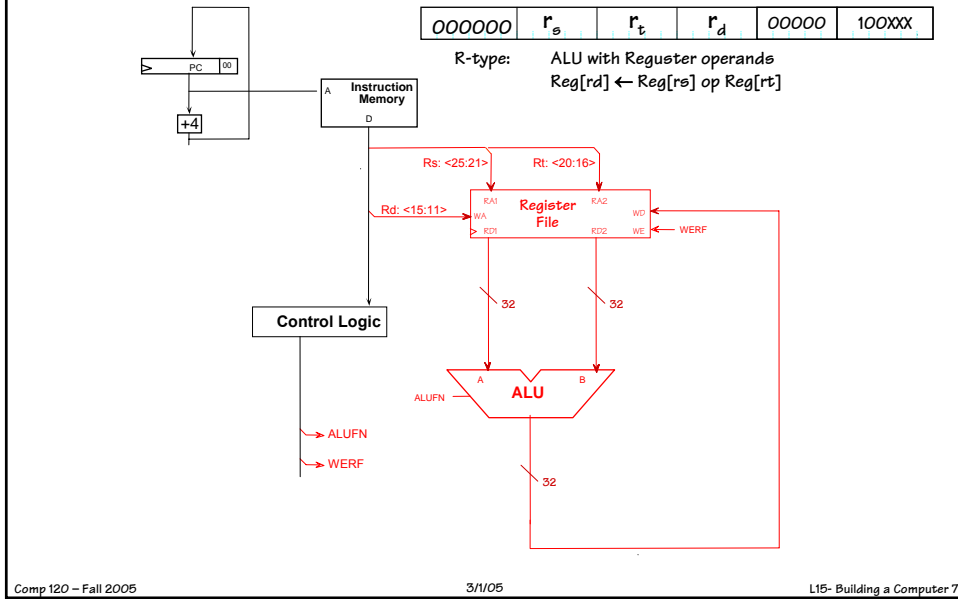 000000 rs rt rd 00000 100XXX
R-type: ALU with Reguster operands
Reg[rd] ← Reg[rs] op Reg[rt]
PC 00
+4
A Instruction
Memory
D
Rs: <25:21> Rt: <20:16>
Rd: <15:11>
RA1 RA2
Register
File
WA WD
RD1 RD2 WE
WERF
32 32
Control Logic
A B
ALU
ALUFN
ALUFN
WERF
32
Comp 120 – Fall 2005 3/1/05 L15- Building a Computer 7